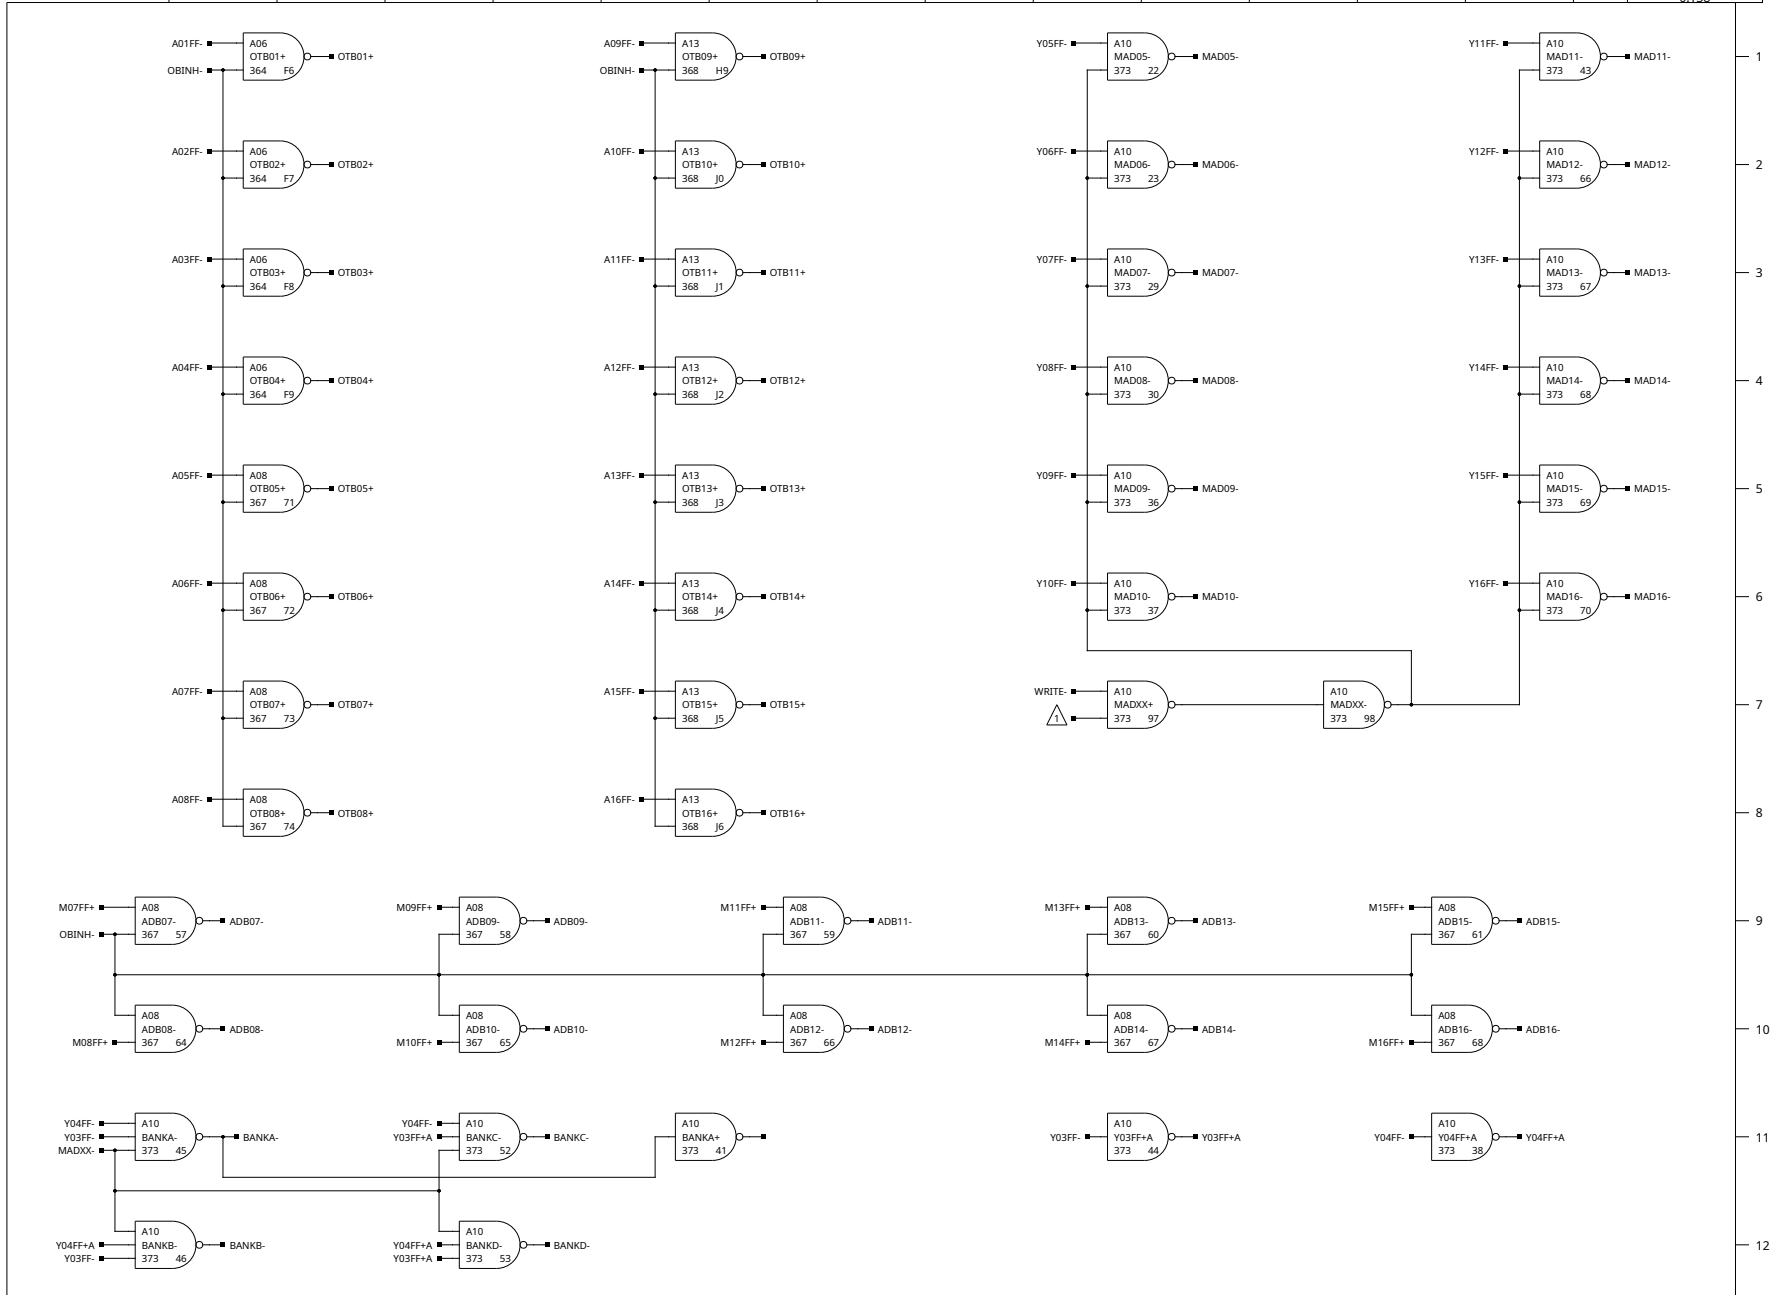 A01FF- A06 A09FF- A13 Y05FF- A10 Y11FF- A10
OTB01+ OTB01+ OTB09+ OTB09+ MAD05- MAD05- MAD11- MAD11- 1
OBINH- 364 F6 OBINH- 368 H9 373 22 373 43
A02FF- A06 A10FF- A13 Y06FF- A10 Y12FF- A10
OTB02+ OTB02+ OTB10+ OTB10+ MAD06- MAD06- MAD12- MAD12- 2
364 F7 368 J0 373 23 373 66
A03FF- A06 A11FF- A13 Y07FF- A10 Y13FF- A10
OTB03+ OTB03+ OTB11+ OTB11+ MAD07- MAD07- MAD13- MAD13- 3
364 F8 368 J1 373 29 373 67
A04FF- A06 A12FF- A13 Y08FF- A10 Y14FF- A10
OTB04+ OTB04+ OTB12+ OTB12+ MAD08- MAD08- MAD14- MAD14- 4
364 F9 368 J2 373 30 373 68
A05FF- A08 A13FF- A13 Y09FF- A10 Y15FF- A10
OTB05+ OTB05+ OTB13+ OTB13+ MAD09- MAD09- MAD15- MAD15- 5
367 71 368 J3 373 36 373 69
A06FF- A08 A14FF- A13 Y10FF- A10 Y16FF- A10
OTB06+ OTB06+ OTB14+ OTB14+ MAD10- MAD10- MAD16- MAD16- 6
367 72 368 J4 373 37 373 70
A07FF- A08 A15FF- A13 WRITE- A10 A10
OTB07+ OTB07+ OTB15+ OTB15+ MADXX+ MADXX- 7
367 73 368 J5 1 373 97 373 98
A08FF- A08 A16FF- A13
OTB08+ OTB08+ OTB16+ OTB16+ 8
367 74 368 J6
M07FF+ A08 M09FF+ A08 M11FF+ A08 M13FF+ A08 M15FF+ A08
ADB07- ADB07- ADB09- ADB09- ADB11- ADB11- ADB13- ADB13- ADB15- ADB15- 9
OBINH- 367 57 367 58 367 59 367 60 367 61
A08 A08 A08 A08 A08
ADB08- ADB08- ADB10- ADB10- ADB12- ADB12- ADB14- ADB14- ADB16- ADB16- 10
M08FF+ 367 64 M10FF+ 367 65 M12FF+ 367 66 M14FF+ 367 67 M16FF+ 367 68
Y04FF- A10 Y04FF- A10 A10 A10 A10
Y03FF- BANKA- BANKA- Y03FF+A BANKC- BANKC- BANKA+ Y03FF- Y03FF+A Y03FF+A Y04FF- Y04FF+A Y04FF+A 11
MADXX- 373 45 373 52 373 41 373 44 373 38
A10 A10
Y04FF+A BANKB- BANKB- Y04FF+A BANKD- BANKD- 12
Y03FF- 373 46 Y03FF+A 373 53